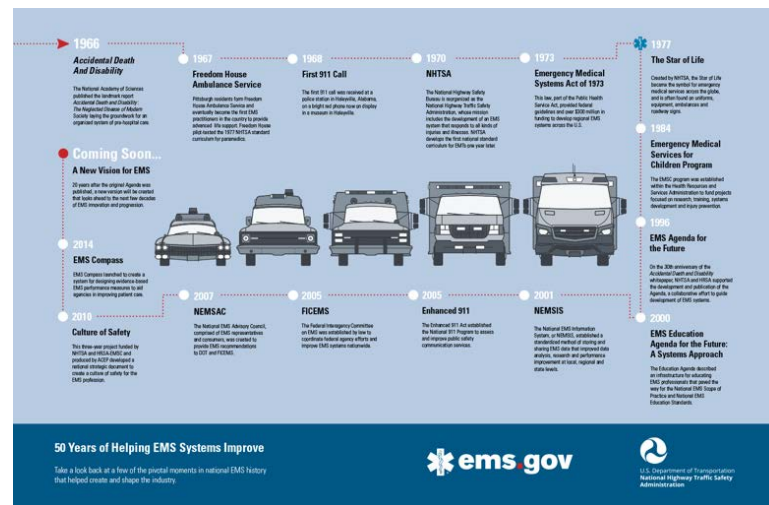 1966
Accidental Death
And Disability
The National Academy of Sciences
published the landmark report
Accidental Death and Disability:
The Neglected Disease of Modern
Society laying the groundwork for an
organized system of pre-hospital care.
1967
Freedom House
Ambulance Service
Pittsburgh residents form Freedom
House Ambulance Service and
eventually become the first EMS
practitioners in the country to provide
advanced life support. Freedom House
pilot tested the 1977 NHTSA standard
curriculum for paramedics.
1968
First 911 Call
The first 911 call was received at a
police station in Haleyville, Alabama,
on a bright red phone now on display
in a museum in Haleyville.
1970
NHTSA
The National Highway Safety
Bureau is reorganized as the
National Highway Traffic Safety
Administration, whose mission
includes the development of an EMS
system that responds to all kinds of
injuries and illnesses. NHTSA
develops the first national standard
curriculum for EMTs one year later.
1973
Emergency Medical
Systems Act of 1973
This law, part of the Public Health
Service Act, provided federal
guidelines and over $300 million in
funding to develop regional EMS
systems across the U.S.
1977
The Star of Life
Created by NHTSA, the Star of Life
became the symbol for emergency
medical services across the globe,
and is often found on uniforms,
equipment, ambulances and
roadway signs.
1984
Emergency Medical
Services for
Children Program
The EMSC program was established
within the Health Resources and
Services Administration to fund projects
focused on research, training, systems
development and injury prevention.
1996
EMS Agenda for
the Future
On the 30th anniversary of the
Accidental Death and Disability
whitepaper, NHTSA and HRSA supported
the development and publication of the
Agenda, a collaborative effort to guide
development of EMS systems.
2000
EMS Education
Agenda for the Future:
A Systems Approach
The Education Agenda described
an infrastructure for educating
EMS professionals that paved the
way for the National EMS Scope of
Practice and National EMS
Education Standards.
2001
NEMSIS
The National EMS Information
System, or NEMSIS, established a
standardized method of storing and
sharing EMS data that improved data
analysis, research and performance
improvement at local, regional and
state levels.
2005
Enhanced 911
The Enhanced 911 Act established
the National 911 Program to assess
and improve public safety
communication services.
2005
FICEMS
The Federal Interagency Committee
on EMS was established by law to
coordinate federal agency efforts and
improve EMS systems nationwide.
2007
NEMSAC
The National EMS Advisory Council,
comprised of EMS representatives
and consumers, was created to
provide EMS recommendations
to DOT and FICEMS.
2010
Culture of Safety
This three-year project funded by
NHTSA and HRSA-EMSC and
produced by ACEP developed a
national strategic document to
create a culture of safety for the
EMS profession.
2014
EMS Compass
EMS Compass launched to create a
system for designing evidence-based
EMS performance measures to aid
agencies in improving patient care.
Coming Soon...
A New Vision for EMS
20 years after the original Agenda was
published, a new version will be created
that looks ahead to the next few decades
of EMS innovation and progression.
50 Years of Helping EMS Systems Improve
Take a look back at a few of the pivotal moments in national EMS history
that helped create and shape the industry.
ems.gov
U.S. Department of Transportation
National Highway Traffic Safety
Administration